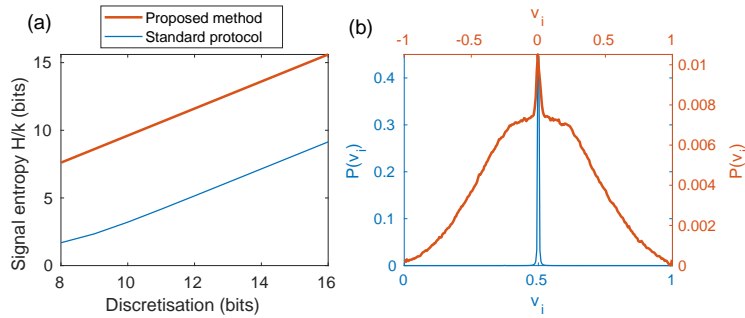 (a)
Proposed method
Standard protocol
Signal entropy H/k (bits)
15
10
5
0
8 10 12 14 16
Discretisation (bits)
(b)
v_i
-1 -0.5 0 0.5 1
P(v_i)
0.4
0.3
0.2
0.1
0
0 0.5 1
v_i
0.01
0.008
0.006
0.004
0.002
0
P(v_i)